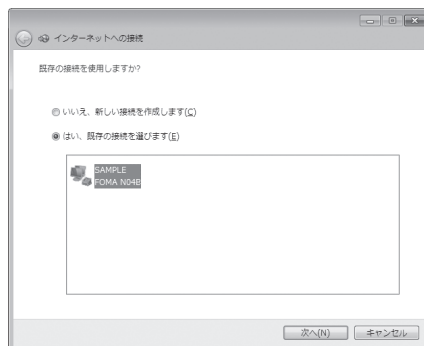 インターネットへの接続
既存の接続を使用しますか?
いいえ、新しい接続を作成します(C)
はい、既存の接続を選びます(E)
SAMPLE
FOMA N04B
次へ(N)
キャンセル